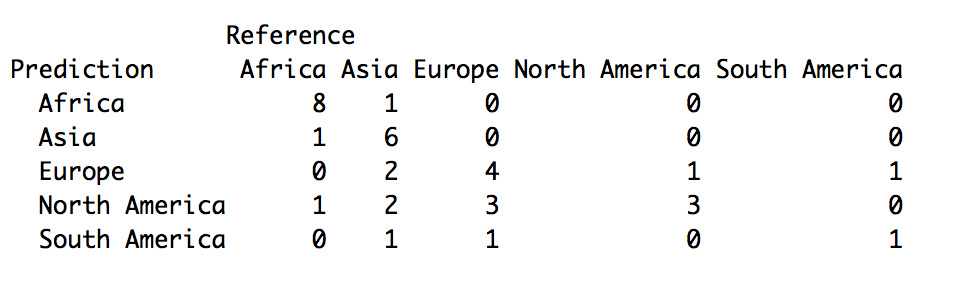 Reference
Prediction Africa Asia Europe North America South America
Africa 8 1 0 0 0
Asia 1 6 0 0 0
Europe 0 2 4 1 1
North America 1 2 3 3 0
South America 0 1 1 0 1